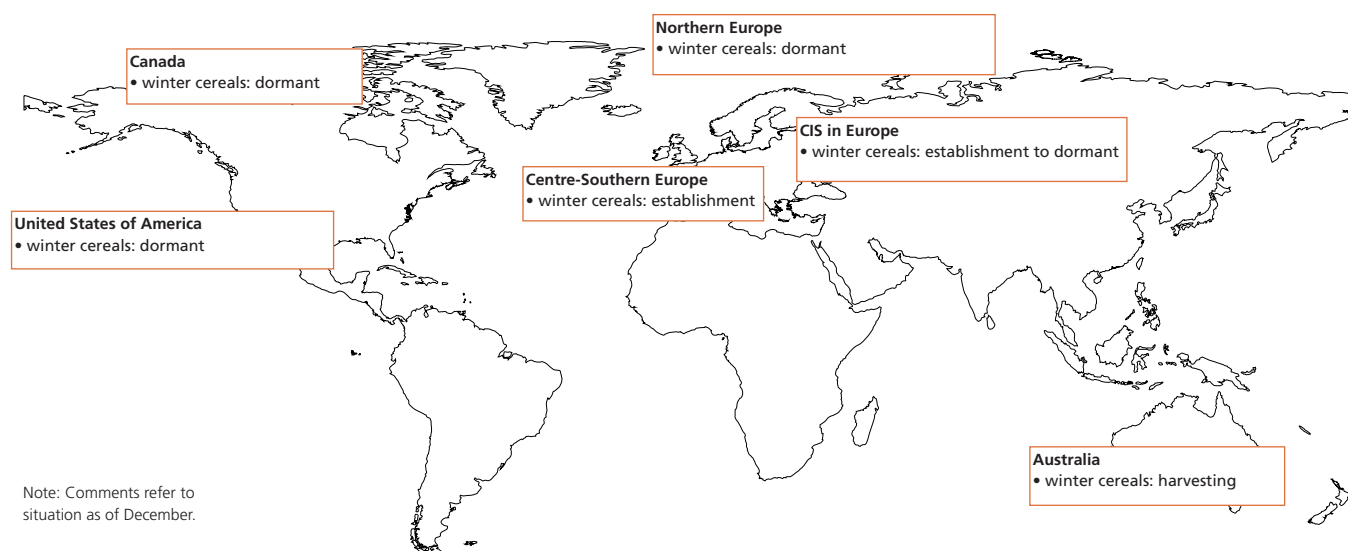 Northern Europe
• winter cereals: dormant
Canada
• winter cereals: dormant
CIS in Europe
• winter cereals: establishment to dormant
Centre-Southern Europe
• winter cereals: establishment
United States of America
• winter cereals: dormant
Australia
• winter cereals: harvesting
Note: Comments refer to
situation as of December.